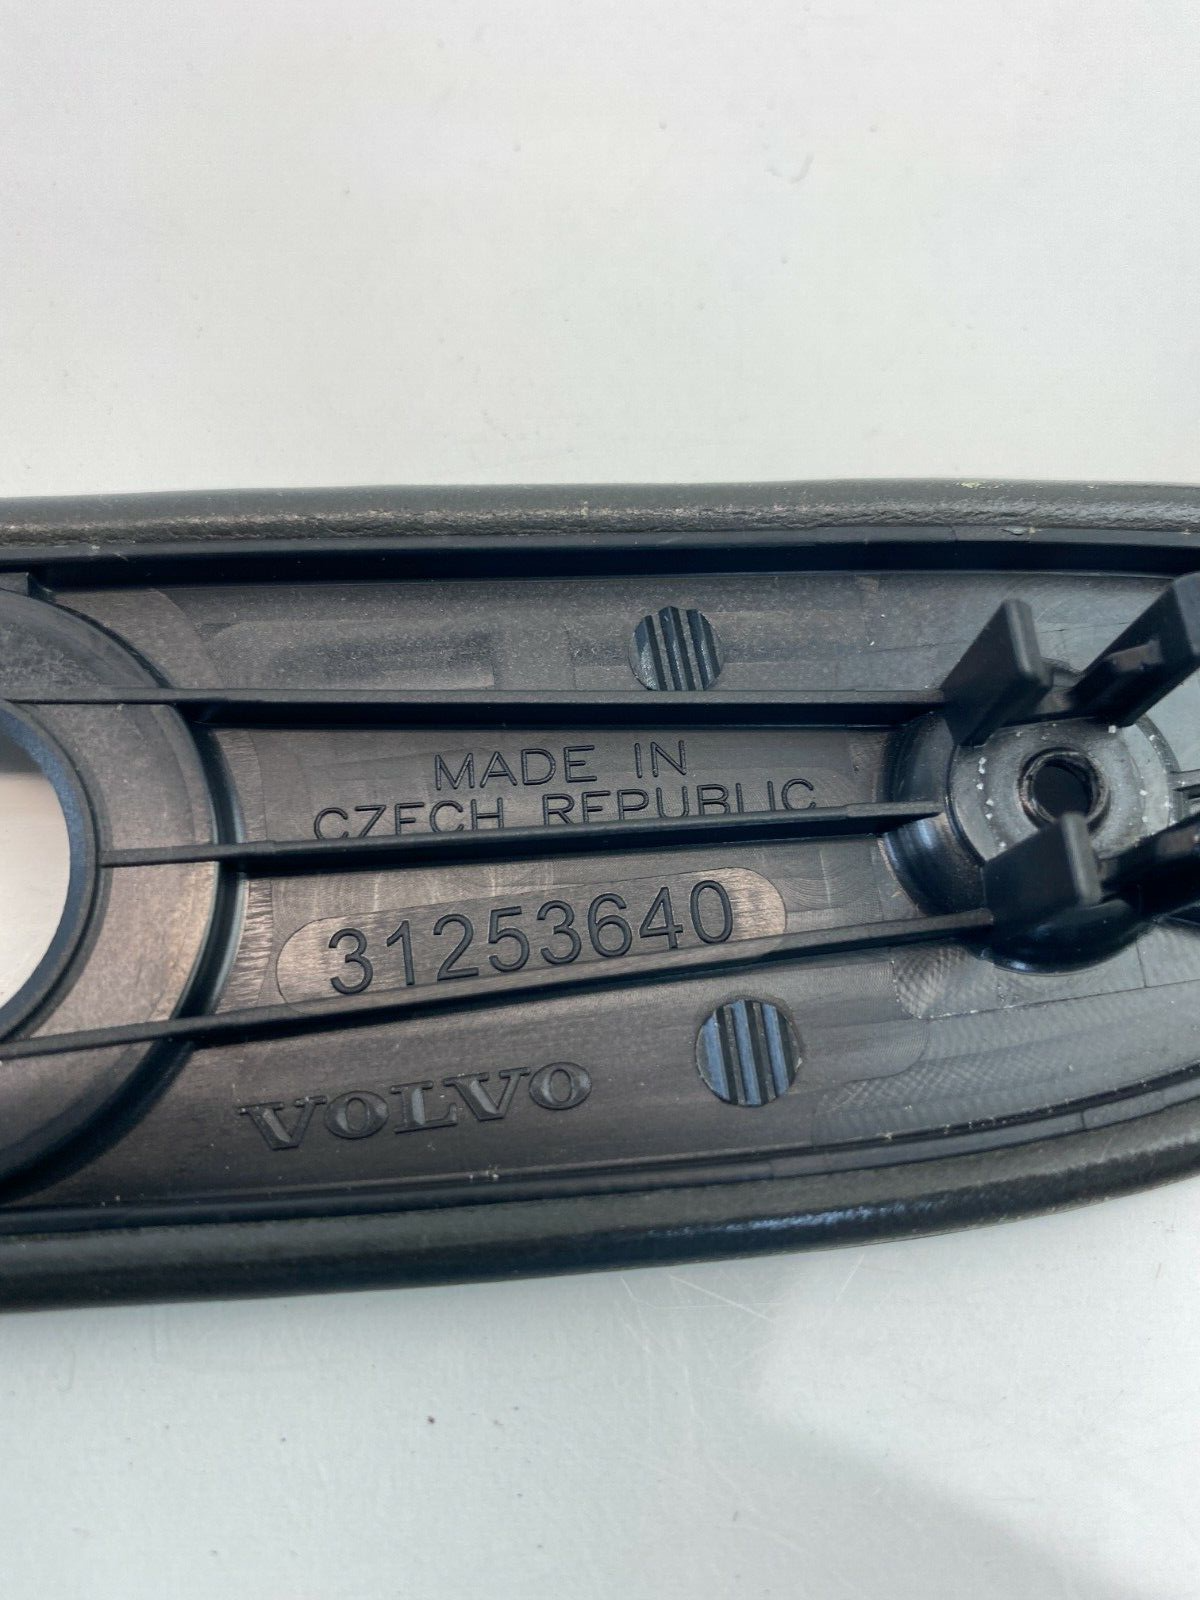 MADE IN
CZECH REPUBLIC
31253640
VOLVO